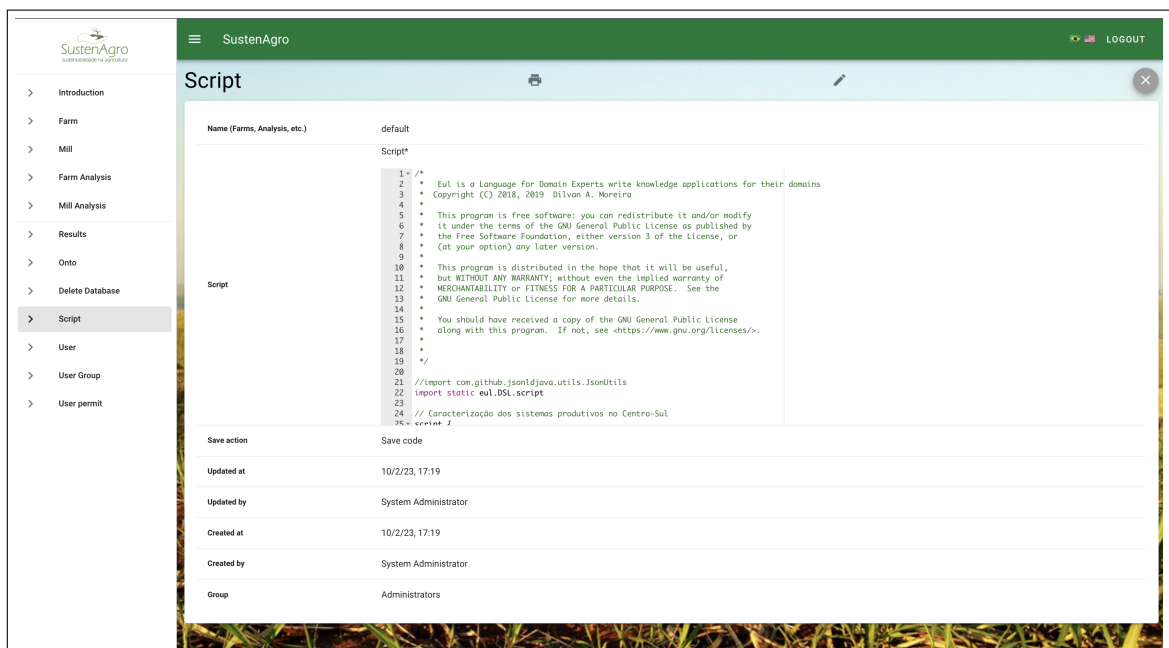 SustenAgro
Sustentabilidade na agricultura
SustenAgro
LOGOUT
Introduction
Farm
Mill
Farm Analysis
Mill Analysis
Results
Onto
Delete Database
Script
User
User Group
User permit
Script
Name (Farms, Analysis, etc.)
default
Script
Script*
1 /*
2 * Eul is a Language for Domain Experts write knowledge applications for their domains
3 * Copyright (C) 2018, 2019 Dilvan A. Moreira
4 *
5 * This program is free software: you can redistribute it and/or modify
6 * it under the terms of the GNU General Public License as published by
7 * the Free Software Foundation, either version 3 of the License, or
8 * (at your option) any later version.
9 *
10 * This program is distributed in the hope that it will be useful,
11 * but WITHOUT ANY WARRANTY; without even the implied warranty of
12 * MERCHANTABILITY or FITNESS FOR A PARTICULAR PURPOSE. See the
13 * GNU General Public License for more details.
14 *
15 * You should have received a copy of the GNU General Public License
16 * along with this program. If not, see <https://www.gnu.org/licenses/>.
17 *
18 *
19 */
20
21 //import com.github.jsonldjava.utils.JsonUtils
22 import static eul.DSL.script
23
24 // Caracterização dos sistemas produtivos no Centro-Sul
25 script {
Save action
Save code
Updated at
10/2/23, 17:19
Updated by
System Administrator
Created at
10/2/23, 17:19
Created by
System Administrator
Group
Administrators